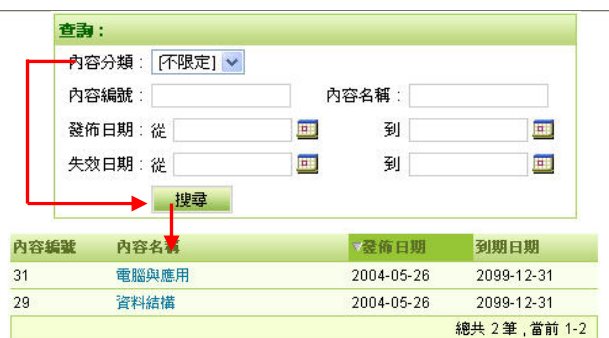 查詢：
內容分類： [不限定]
內容編號： 內容名稱：
發佈日期：從 到
失效日期：從 到
搜尋
內容編號 內容名稱 ▼發佈日期 到期日期
31 電腦與應用 2004-05-26 2099-12-31
29 資料結構 2004-05-26 2099-12-31
總共 2 筆 , 當前 1-2